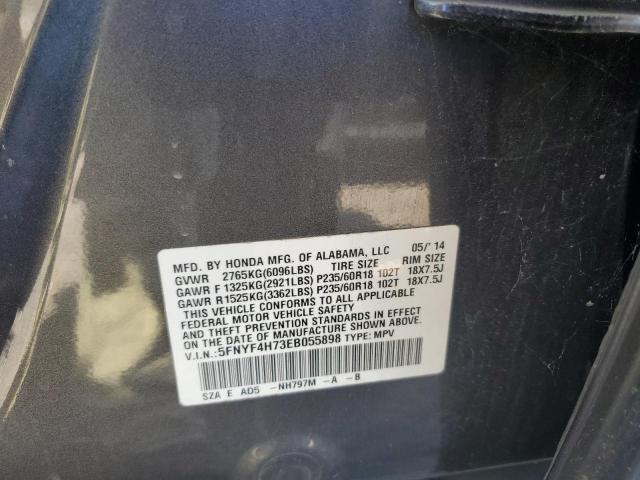 MFD. BY HONDA MFG. OF ALABAMA, LLC 05/'14
GVWR 2765KG(6096LBS) TIRE SIZE RIM SIZE
GAWR F 1325KG(2921LBS) P235/60R18 102T 18X7.5J
GAWR R1525KG(3362LBS) P235/60R18 102T 18X7.5J
THIS VEHICLE CONFORMS TO ALL APPLICABLE
FEDERAL MOTOR VEHICLE SAFETY
AND THEFT PREVENTION STANDARDS IN EFFECT
ON THE DATE OF MANUFACTURE SHOWN ABOVE.
V.I.N.:5FNYF4H73EB055898 TYPE: MPV
SZA E AD5 -NH797M -A -B